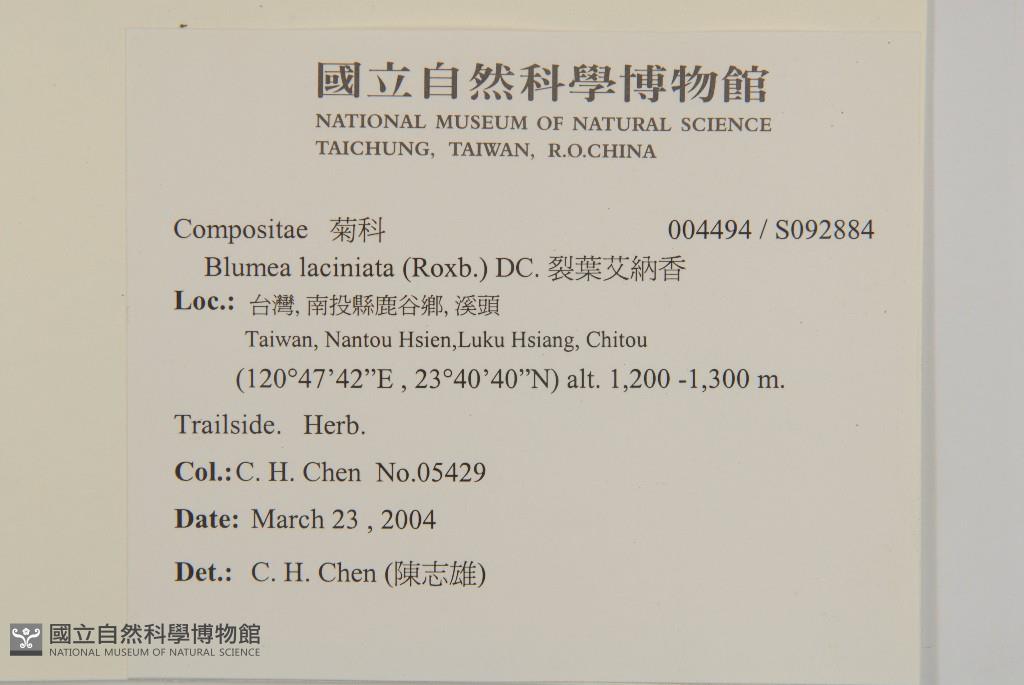 國立自然科學博物館
NATIONAL MUSEUM OF NATURAL SCIENCE
TAICHUNG, TAIWAN, R.O.CHINA
Compositae 菊科 004494 / S092884
Blumea laciniata (Roxb.) DC. 裂葉艾納香
Loc.: 台灣, 南投縣鹿谷鄉, 溪頭
Taiwan, Nantou Hsien,Luku Hsiang, Chitou
(120°47’42”E , 23°40’40”N) alt. 1,200 -1,300 m.
Trailside. Herb.
Col.: C. H. Chen No.05429
Date: March 23 , 2004
Det.: C. H. Chen (陳志雄)
國立自然科學博物館
NATIONAL MUSEUM OF NATURAL SCIENCE